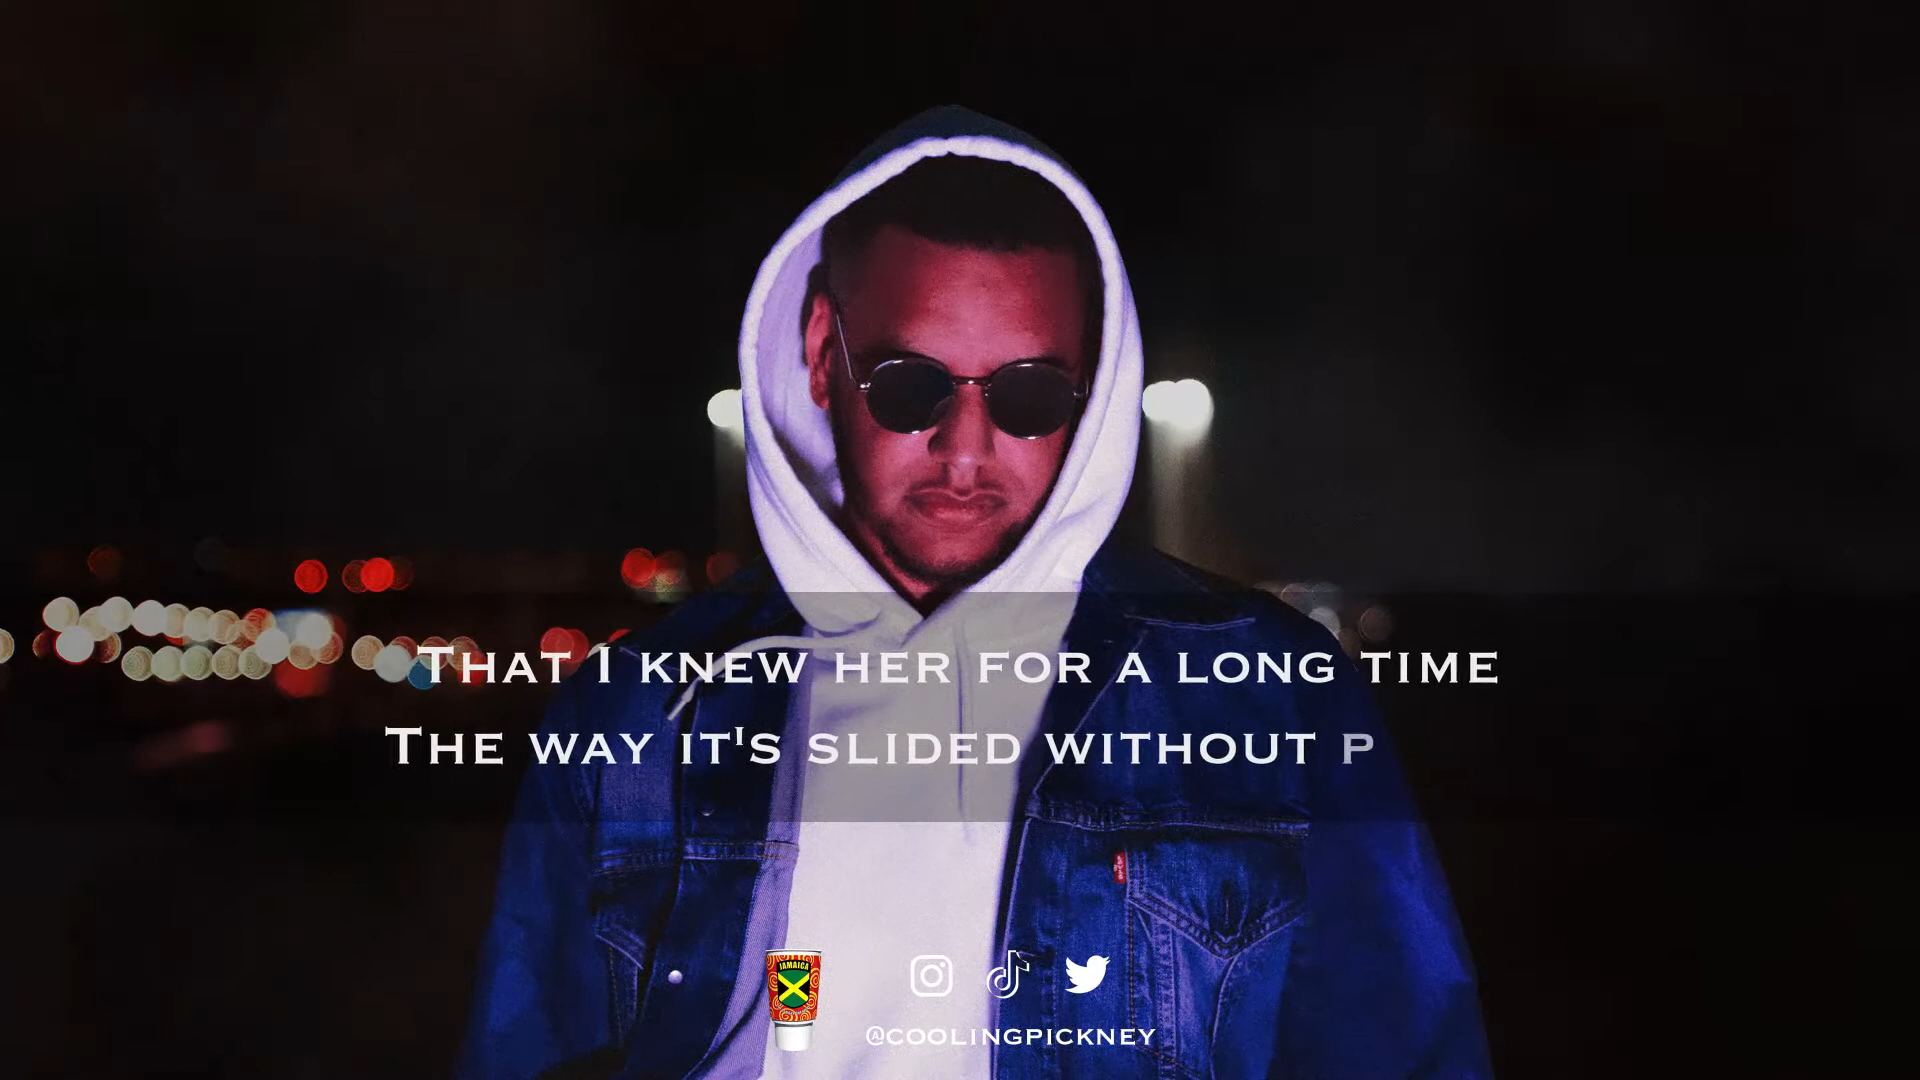 That I knew her for a long time
The way it's slided without p
JAMAICA
@coolingpickney